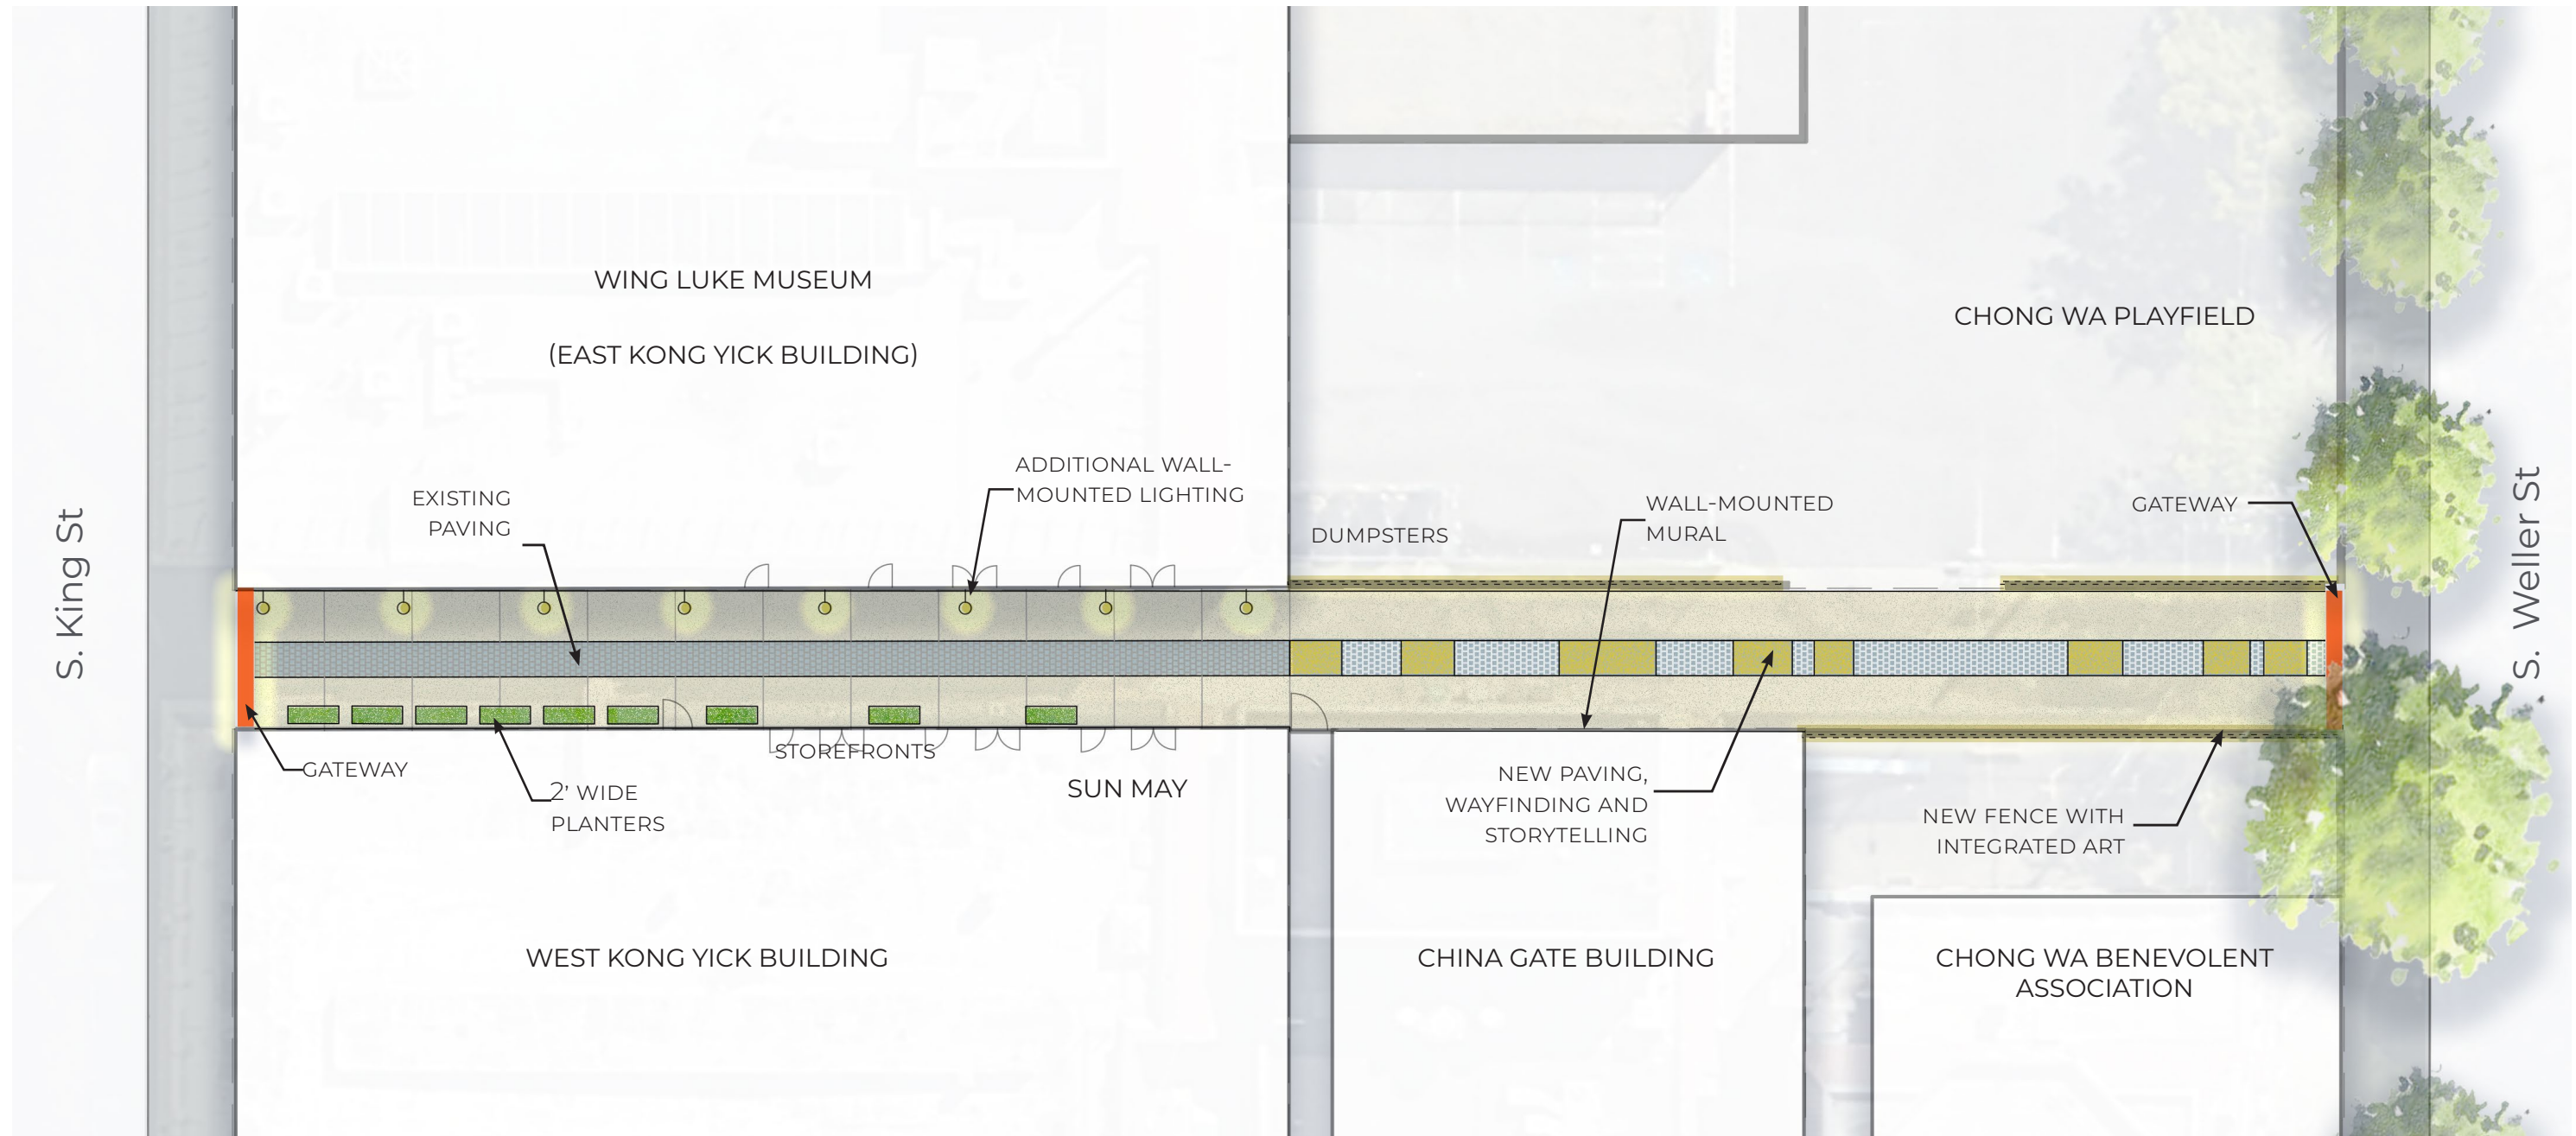 S. King St
WING LUKE MUSEUM
(EAST KONG YICK BUILDING)
CHONG WA PLAYFIELD
EXISTING
PAVING
ADDITIONAL WALL-
MOUNTED LIGHTING
DUMPSTERS
WALL-MOUNTED
MURAL
GATEWAY
S. Weller St
GATEWAY
2’ WIDE
PLANTERS
STOREFRONTS
SUN MAY
NEW PAVING,
WAYFINDING AND
STORYTELLING
NEW FENCE WITH
INTEGRATED ART
WEST KONG YICK BUILDING
CHINA GATE BUILDING
CHONG WA BENEVOLENT
ASSOCIATION